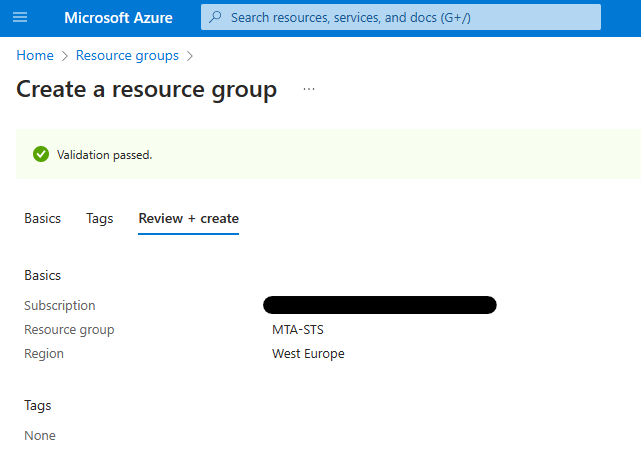 Microsoft Azure
Search resources, services, and docs (G+/)
Home > Resource groups >
Create a resource group ...
Validation passed.
Basics Tags Review + create
Basics
Subscription
Resource group MTA-STS
Region West Europe
Tags
None